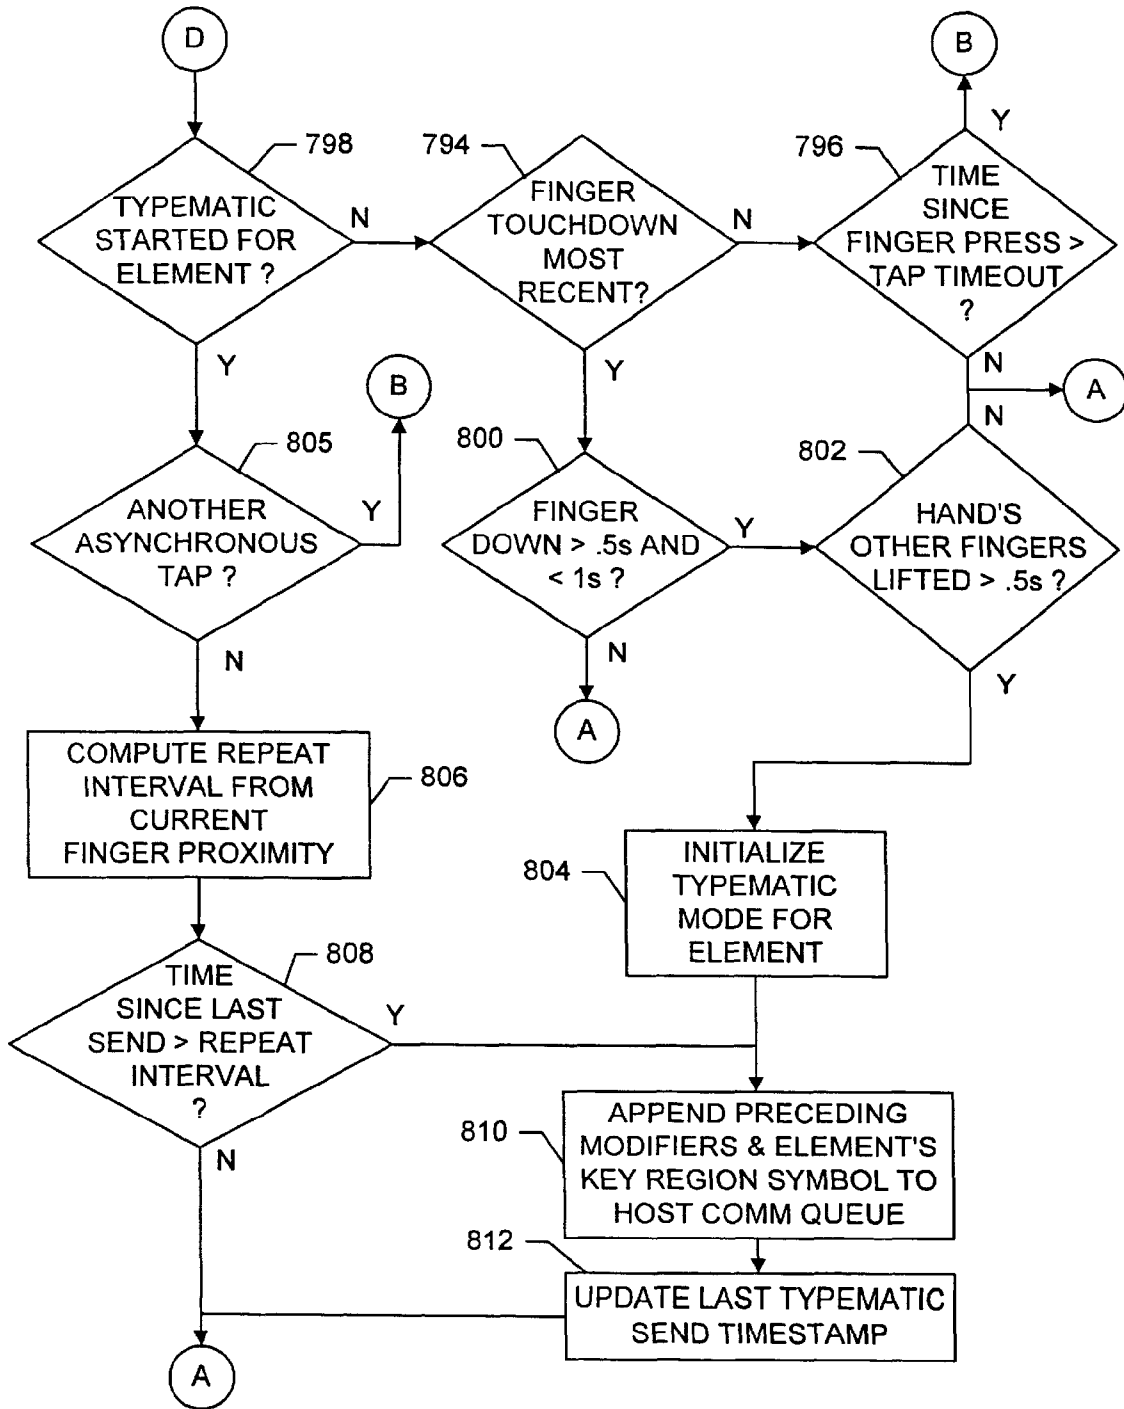 D
B
798
794
796
TYPEMATIC
STARTED FOR
ELEMENT ?
N
FINGER
TOUCHDOWN
MOST
RECENT?
N
TIME
SINCE
FINGER PRESS >
TAP TIMEOUT
?
Y
Y
Y
N
A
N
B
805
800
802
ANOTHER
ASYNCHRONOUS
TAP ?
Y
FINGER
DOWN > .5s AND
< 1s ?
Y
HAND'S
OTHER FINGERS
LIFTED > .5s ?
N
N
Y
A
COMPUTE REPEAT
INTERVAL FROM
CURRENT
FINGER PROXIMITY
806
804
INITIALIZE
TYPEMATIC
MODE FOR
ELEMENT
808
TIME
SINCE LAST
SEND > REPEAT
INTERVAL
?
Y
N
810
APPEND PRECEDING
MODIFIERS & ELEMENT'S
KEY REGION SYMBOL TO
HOST COMM QUEUE
812
UPDATE LAST TYPEMATIC
SEND TIMESTAMP
A